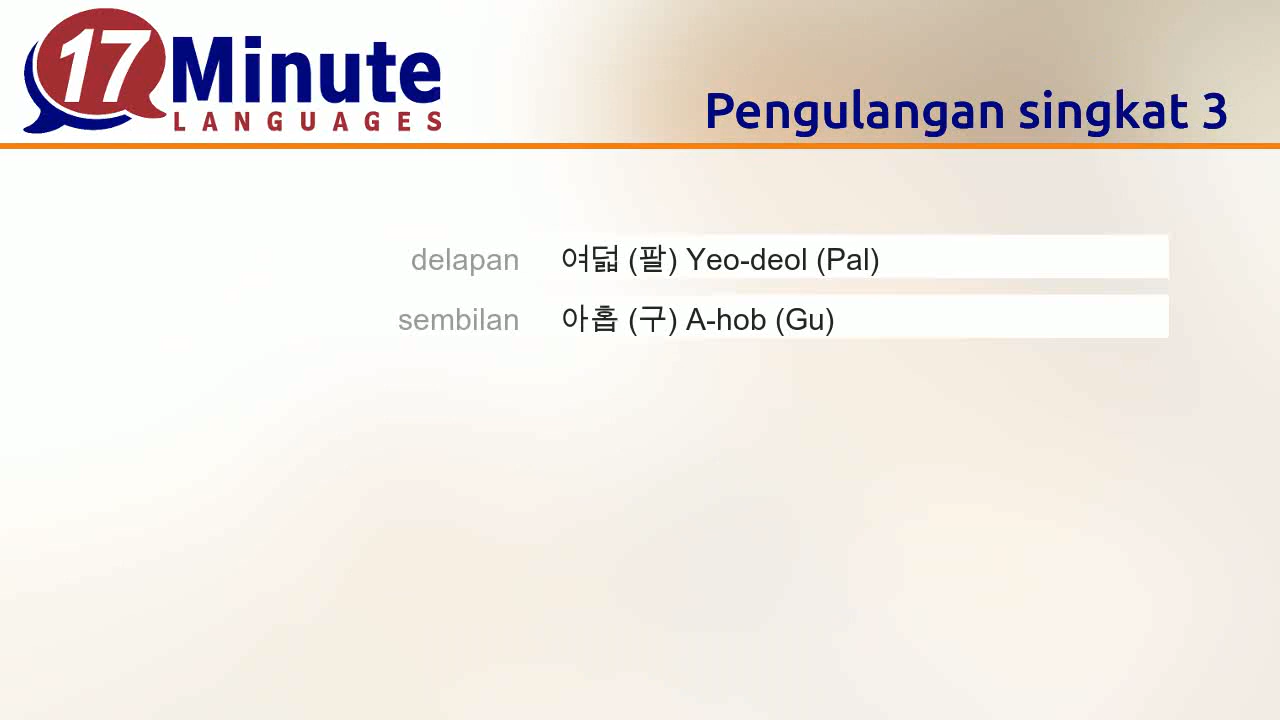 17 Minute
LANGUAGES
Pengulangan singkat 3
delapan 여덟 (팔) Yeo-deol (Pal)
sembilan 아홉 (구) A-hob (Gu)